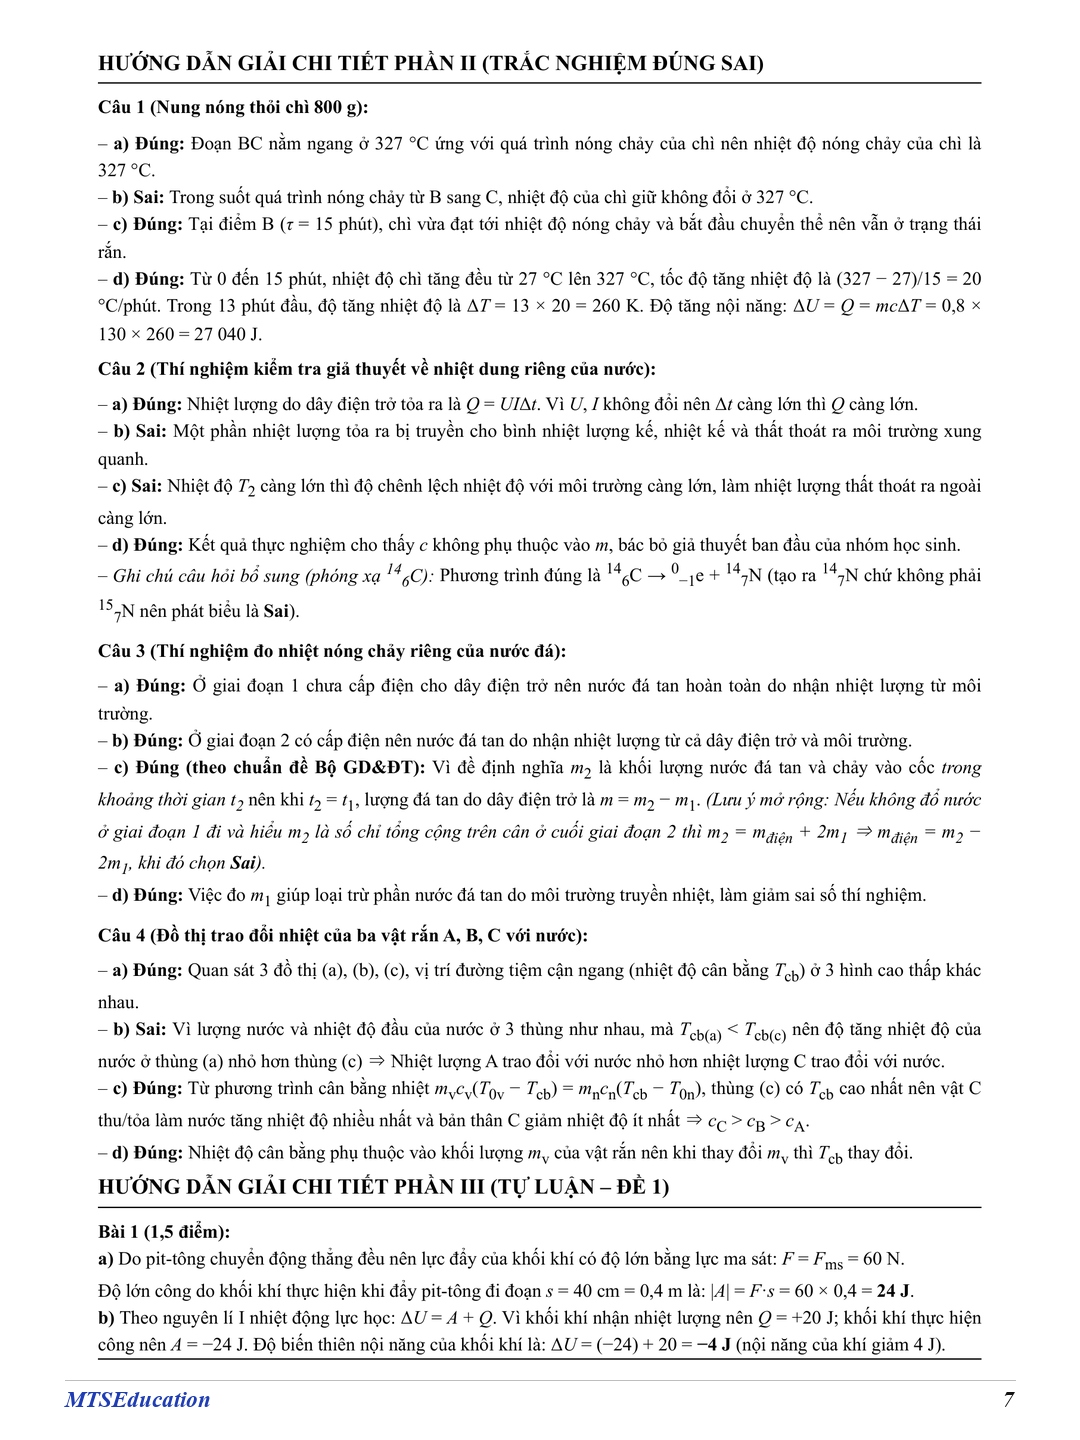 HƯỚNG DẪN GIẢI CHI TIẾT PHẦN II (TRẮC NGHIỆM ĐÚNG SAI)
Câu 1 (Nung nóng thỏi chì 800 g):
– a) Đúng: Đoạn BC nằm ngang ở 327 °C ứng với quá trình nóng chảy của chì nên nhiệt độ nóng chảy của chì là
327 °C.
– b) Sai: Trong suốt quá trình nóng chảy từ B sang C, nhiệt độ của chì giữ không đổi ở 327 °C.
– c) Đúng: Tại điểm B (τ = 15 phút), chì vừa đạt tới nhiệt độ nóng chảy và bắt đầu chuyển thể nên vẫn ở trạng thái
rắn.
– d) Đúng: Từ 0 đến 15 phút, nhiệt độ chì tăng đều từ 27 °C lên 327 °C, tốc độ tăng nhiệt độ là (327 − 27)/15 = 20
°C/phút. Trong 13 phút đầu, độ tăng nhiệt độ là ΔT = 13 × 20 = 260 K. Độ tăng nội năng: ΔU = Q = mcΔT = 0,8 ×
130 × 260 = 27 040 J.
Câu 2 (Thí nghiệm kiểm tra giả thuyết về nhiệt dung riêng của nước):
– a) Đúng: Nhiệt lượng do dây điện trở tỏa ra là Q = UIΔt. Vì U, I không đổi nên Δt càng lớn thì Q càng lớn.
– b) Sai: Một phần nhiệt lượng tỏa ra bị truyền cho bình nhiệt lượng kế, nhiệt kế và thất thoát ra môi trường xung
quanh.
– c) Sai: Nhiệt độ T₂ càng lớn thì độ chênh lệch nhiệt độ với môi trường càng lớn, làm nhiệt lượng thất thoát ra ngoài
càng lớn.
– d) Đúng: Kết quả thực nghiệm cho thấy c không phụ thuộc vào m, bác bỏ giả thuyết ban đầu của nhóm học sinh.
– Ghi chú câu hỏi bổ sung (phóng xạ ¹⁴₆C): Phương trình đúng là ¹⁴₆C → ⁰₋₁e + ¹⁴₇N (tạo ra ¹⁴₇N chứ không phải
¹⁵₇N nên phát biểu là Sai).
Câu 3 (Thí nghiệm đo nhiệt nóng chảy riêng của nước đá):
– a) Đúng: Ở giai đoạn 1 chưa cấp điện cho dây điện trở nên nước đá tan hoàn toàn do nhận nhiệt lượng từ môi
trường.
– b) Đúng: Ở giai đoạn 2 có cấp điện nên nước đá tan do nhận nhiệt lượng từ cả dây điện trở và môi trường.
– c) Đúng (theo chuẩn đề Bộ GD&ĐT): Vì đề định nghĩa m₂ là khối lượng nước đá tan và chảy vào cốc trong
khoảng thời gian t₂ nên khi t₂ = t₁, lượng đá tan do dây điện trở là m = m₂ − m₁. (Lưu ý mở rộng: Nếu không đổ nước
ở giai đoạn 1 đi và hiểu m₂ là số chỉ tổng cộng trên cân ở cuối giai đoạn 2 thì m₂ = m_điện + 2m₁ ⇒ m_điện = m₂ −
2m₁, khi đó chọn Sai).
– d) Đúng: Việc đo m₁ giúp loại trừ phần nước đá tan do môi trường truyền nhiệt, làm giảm sai số thí nghiệm.
Câu 4 (Đồ thị trao đổi nhiệt của ba vật rắn A, B, C với nước):
– a) Đúng: Quan sát 3 đồ thị (a), (b), (c), vị trí đường tiệm cận ngang (nhiệt độ cân bằng T_cb) ở 3 hình cao thấp khác
nhau.
– b) Sai: Vì lượng nước và nhiệt độ đầu của nước ở 3 thùng như nhau, mà T_cb(a) < T_cb(c) nên độ tăng nhiệt độ của
nước ở thùng (a) nhỏ hơn thùng (c) ⇒ Nhiệt lượng A trao đổi với nước nhỏ hơn nhiệt lượng C trao đổi với nước.
– c) Đúng: Từ phương trình cân bằng nhiệt m_vc_v(T_0v − T_cb) = m_nc_n(T_cb − T_0n), thùng (c) có T_cb cao nhất nên vật C
thu/tỏa làm nước tăng nhiệt độ nhiều nhất và bản thân C giảm nhiệt độ ít nhất ⇒ c_C > c_B > c_A.
– d) Đúng: Nhiệt độ cân bằng phụ thuộc vào khối lượng m_v của vật rắn nên khi thay đổi m_v thì T_cb thay đổi.
HƯỚNG DẪN GIẢI CHI TIẾT PHẦN III (TỰ LUẬN – ĐỀ 1)
Bài 1 (1,5 điểm):
a) Do pit-tông chuyển động thẳng đều nên lực đẩy của khối khí có độ lớn bằng lực ma sát: F = F_ms = 60 N.
Độ lớn công do khối khí thực hiện khi đẩy pit-tông đi đoạn s = 40 cm = 0,4 m là: |A| = F·s = 60 × 0,4 = 24 J.
b) Theo nguyên lí I nhiệt động lực học: ΔU = A + Q. Vì khối khí nhận nhiệt lượng nên Q = +20 J; khối khí thực hiện
công nên A = −24 J. Độ biến thiên nội năng của khối khí là: ΔU = (−24) + 20 = −4 J (nội năng của khí giảm 4 J).
MTSEducation
7